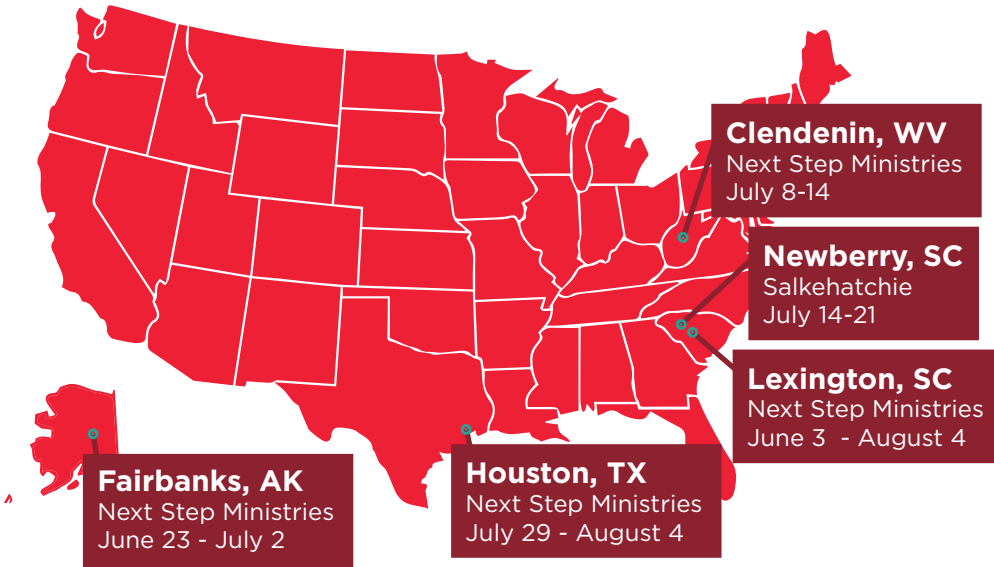 Clendenin, WV
Next Step Ministries
July 8-14
Newberry, SC
Salkehatchie
July 14-21
Lexington, SC
Next Step Ministries
June 3 - August 4
Fairbanks, AK
Next Step Ministries
June 23 - July 2
Houston, TX
Next Step Ministries
July 29 - August 4